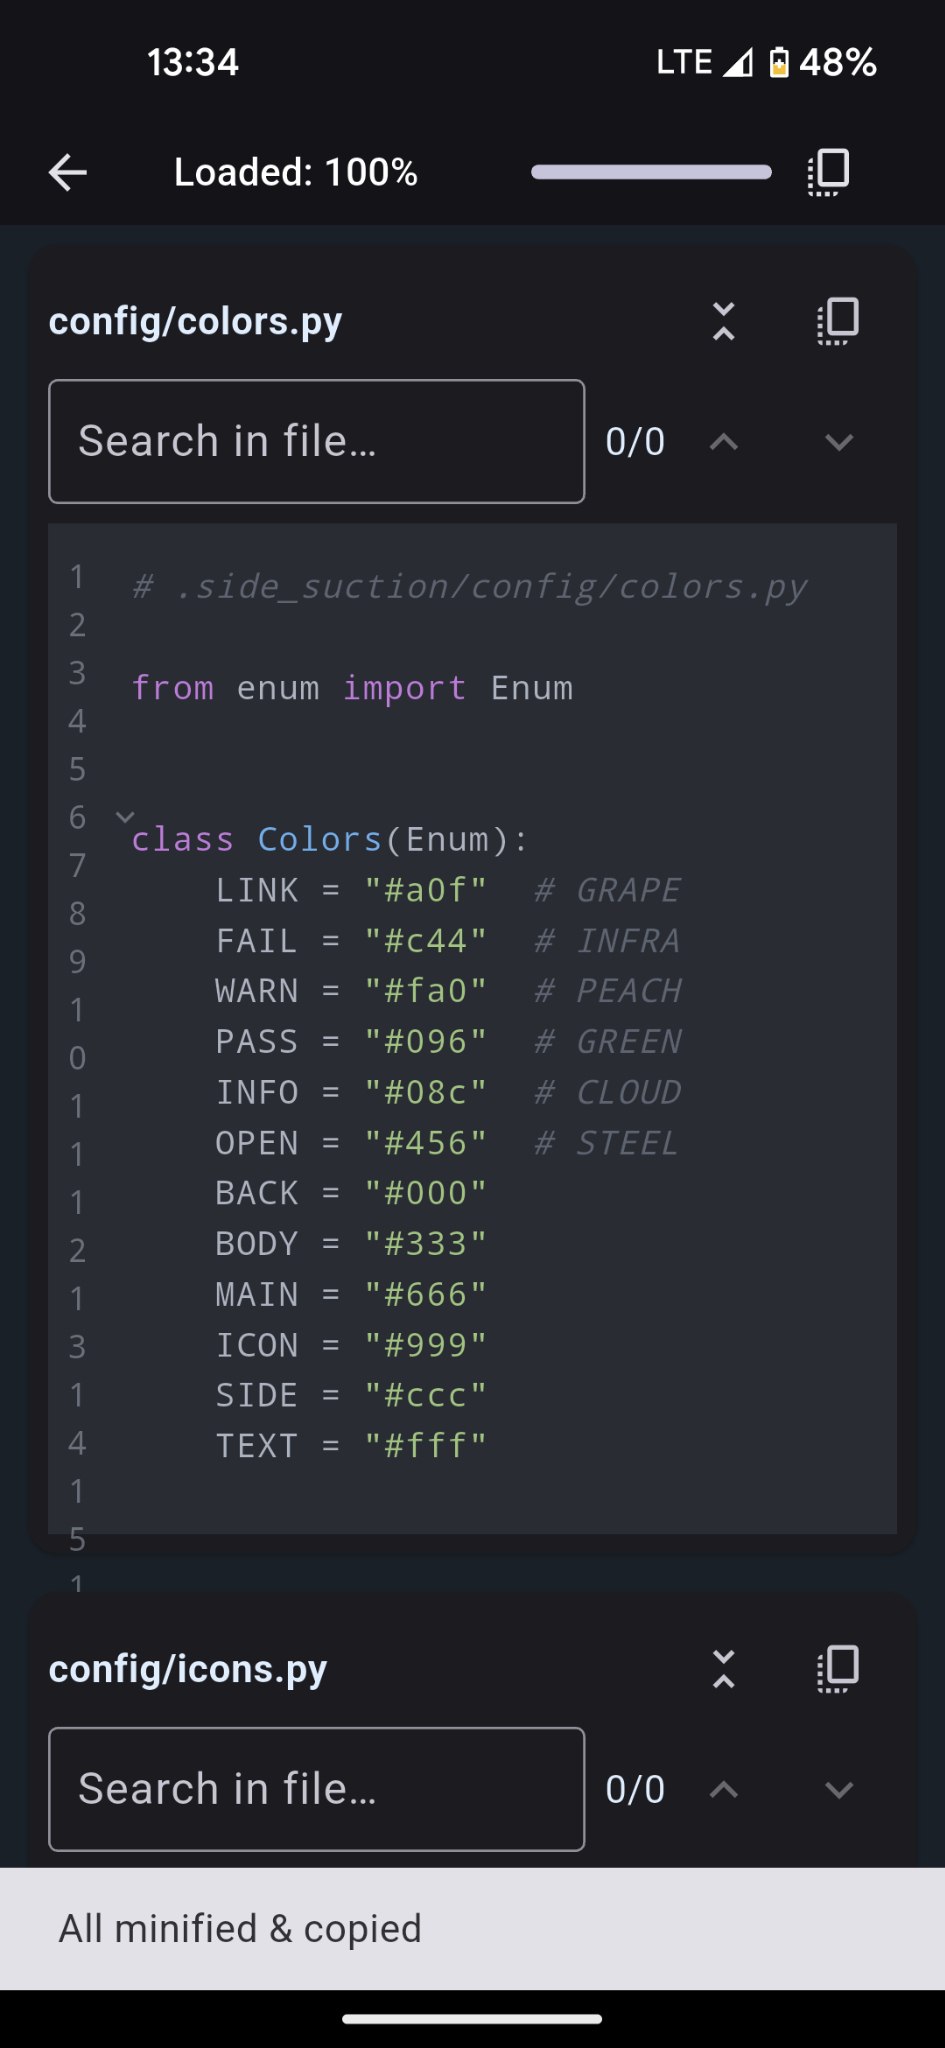 13:34
LTE 48%
Loaded: 100%
config/colors.py
Search in file...
0/0
1
2
3
4
5
6
7
8
9
1
0
1
1
1
2
1
3
1
4
1
5
1
# .side_suction/config/colors.py
from enum import Enum
class Colors(Enum):
    LINK = "#a0f"  # GRAPE
    FAIL = "#c44"  # INFRA
    WARN = "#fa0"  # PEACH
    PASS = "#096"  # GREEN
    INFO = "#08c"  # CLOUD
    OPEN = "#456"  # STEEL
    BACK = "#000"
    BODY = "#333"
    MAIN = "#666"
    ICON = "#999"
    SIDE = "#ccc"
    TEXT = "#fff"
config/icons.py
Search in file...
0/0
All minified & copied